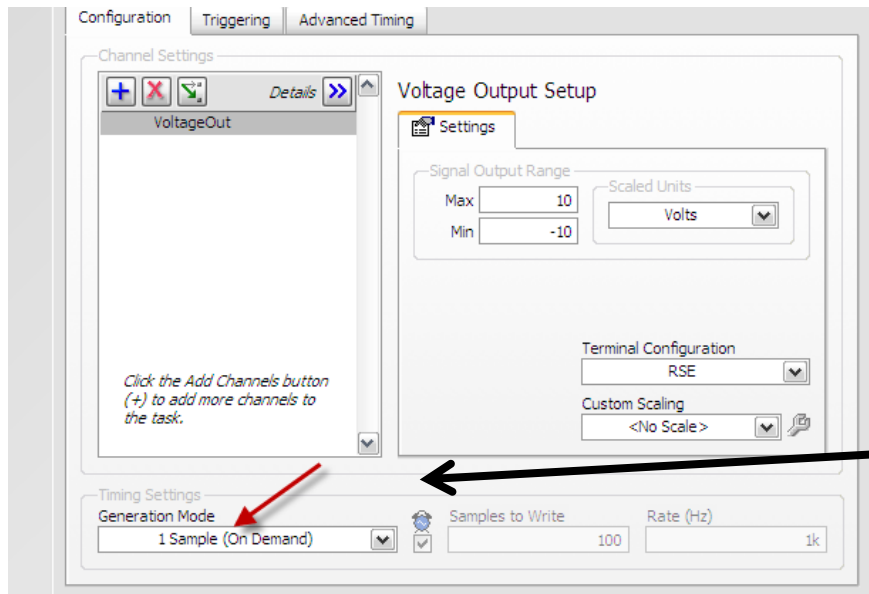 Configuration Triggering Advanced Timing
Channel Settings
Details
VoltageOut
Click the Add Channels button
(+) to add more channels to
the task.
Voltage Output Setup
Settings
Signal Output Range
Scaled Units
Max 10
Volts
Min -10
Terminal Configuration
RSE
Custom Scaling
<No Scale>
Timing Settings
Generation Mode Samples to Write Rate (Hz)
1 Sample (On Demand) 100 1k